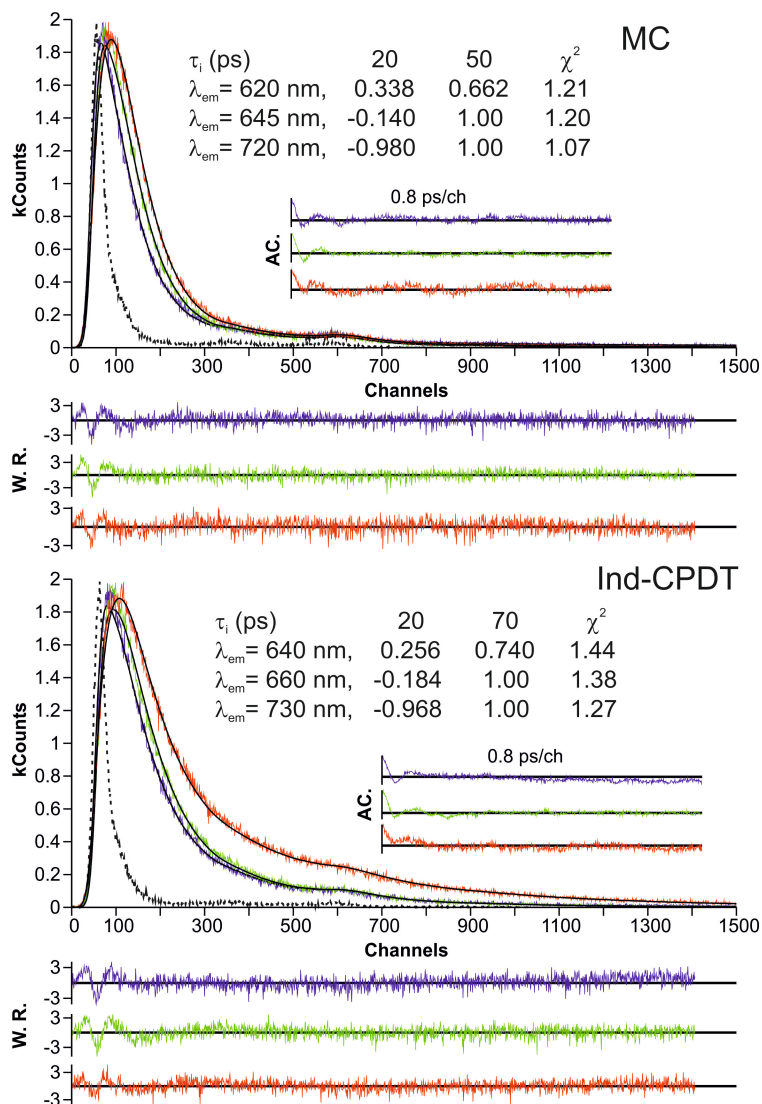 MC
τi (ps) 20 50 χ²
λem= 620 nm, 0.338 0.662 1.21
λem= 645 nm, -0.140 1.00 1.20
λem= 720 nm, -0.980 1.00 1.07
kCounts
2
1.8
1.6
1.4
1.2
1
0.8
0.6
0.4
0.2
0
0.8 ps/ch
AC.
0 100 300 500 700 900 1100 1300 1500
Channels
W. R.
3
-3
3
-3
3
-3
Ind-CPDT
τi (ps) 20 70 χ²
λem= 640 nm, 0.256 0.740 1.44
λem= 660 nm, -0.184 1.00 1.38
λem= 730 nm, -0.968 1.00 1.27
kCounts
2
1.8
1.6
1.4
1.2
1
0.8
0.6
0.4
0.2
0
0.8 ps/ch
AC.
0 100 300 500 700 900 1100 1300 1500
Channels
W. R.
3
-3
3
-3
3
-3